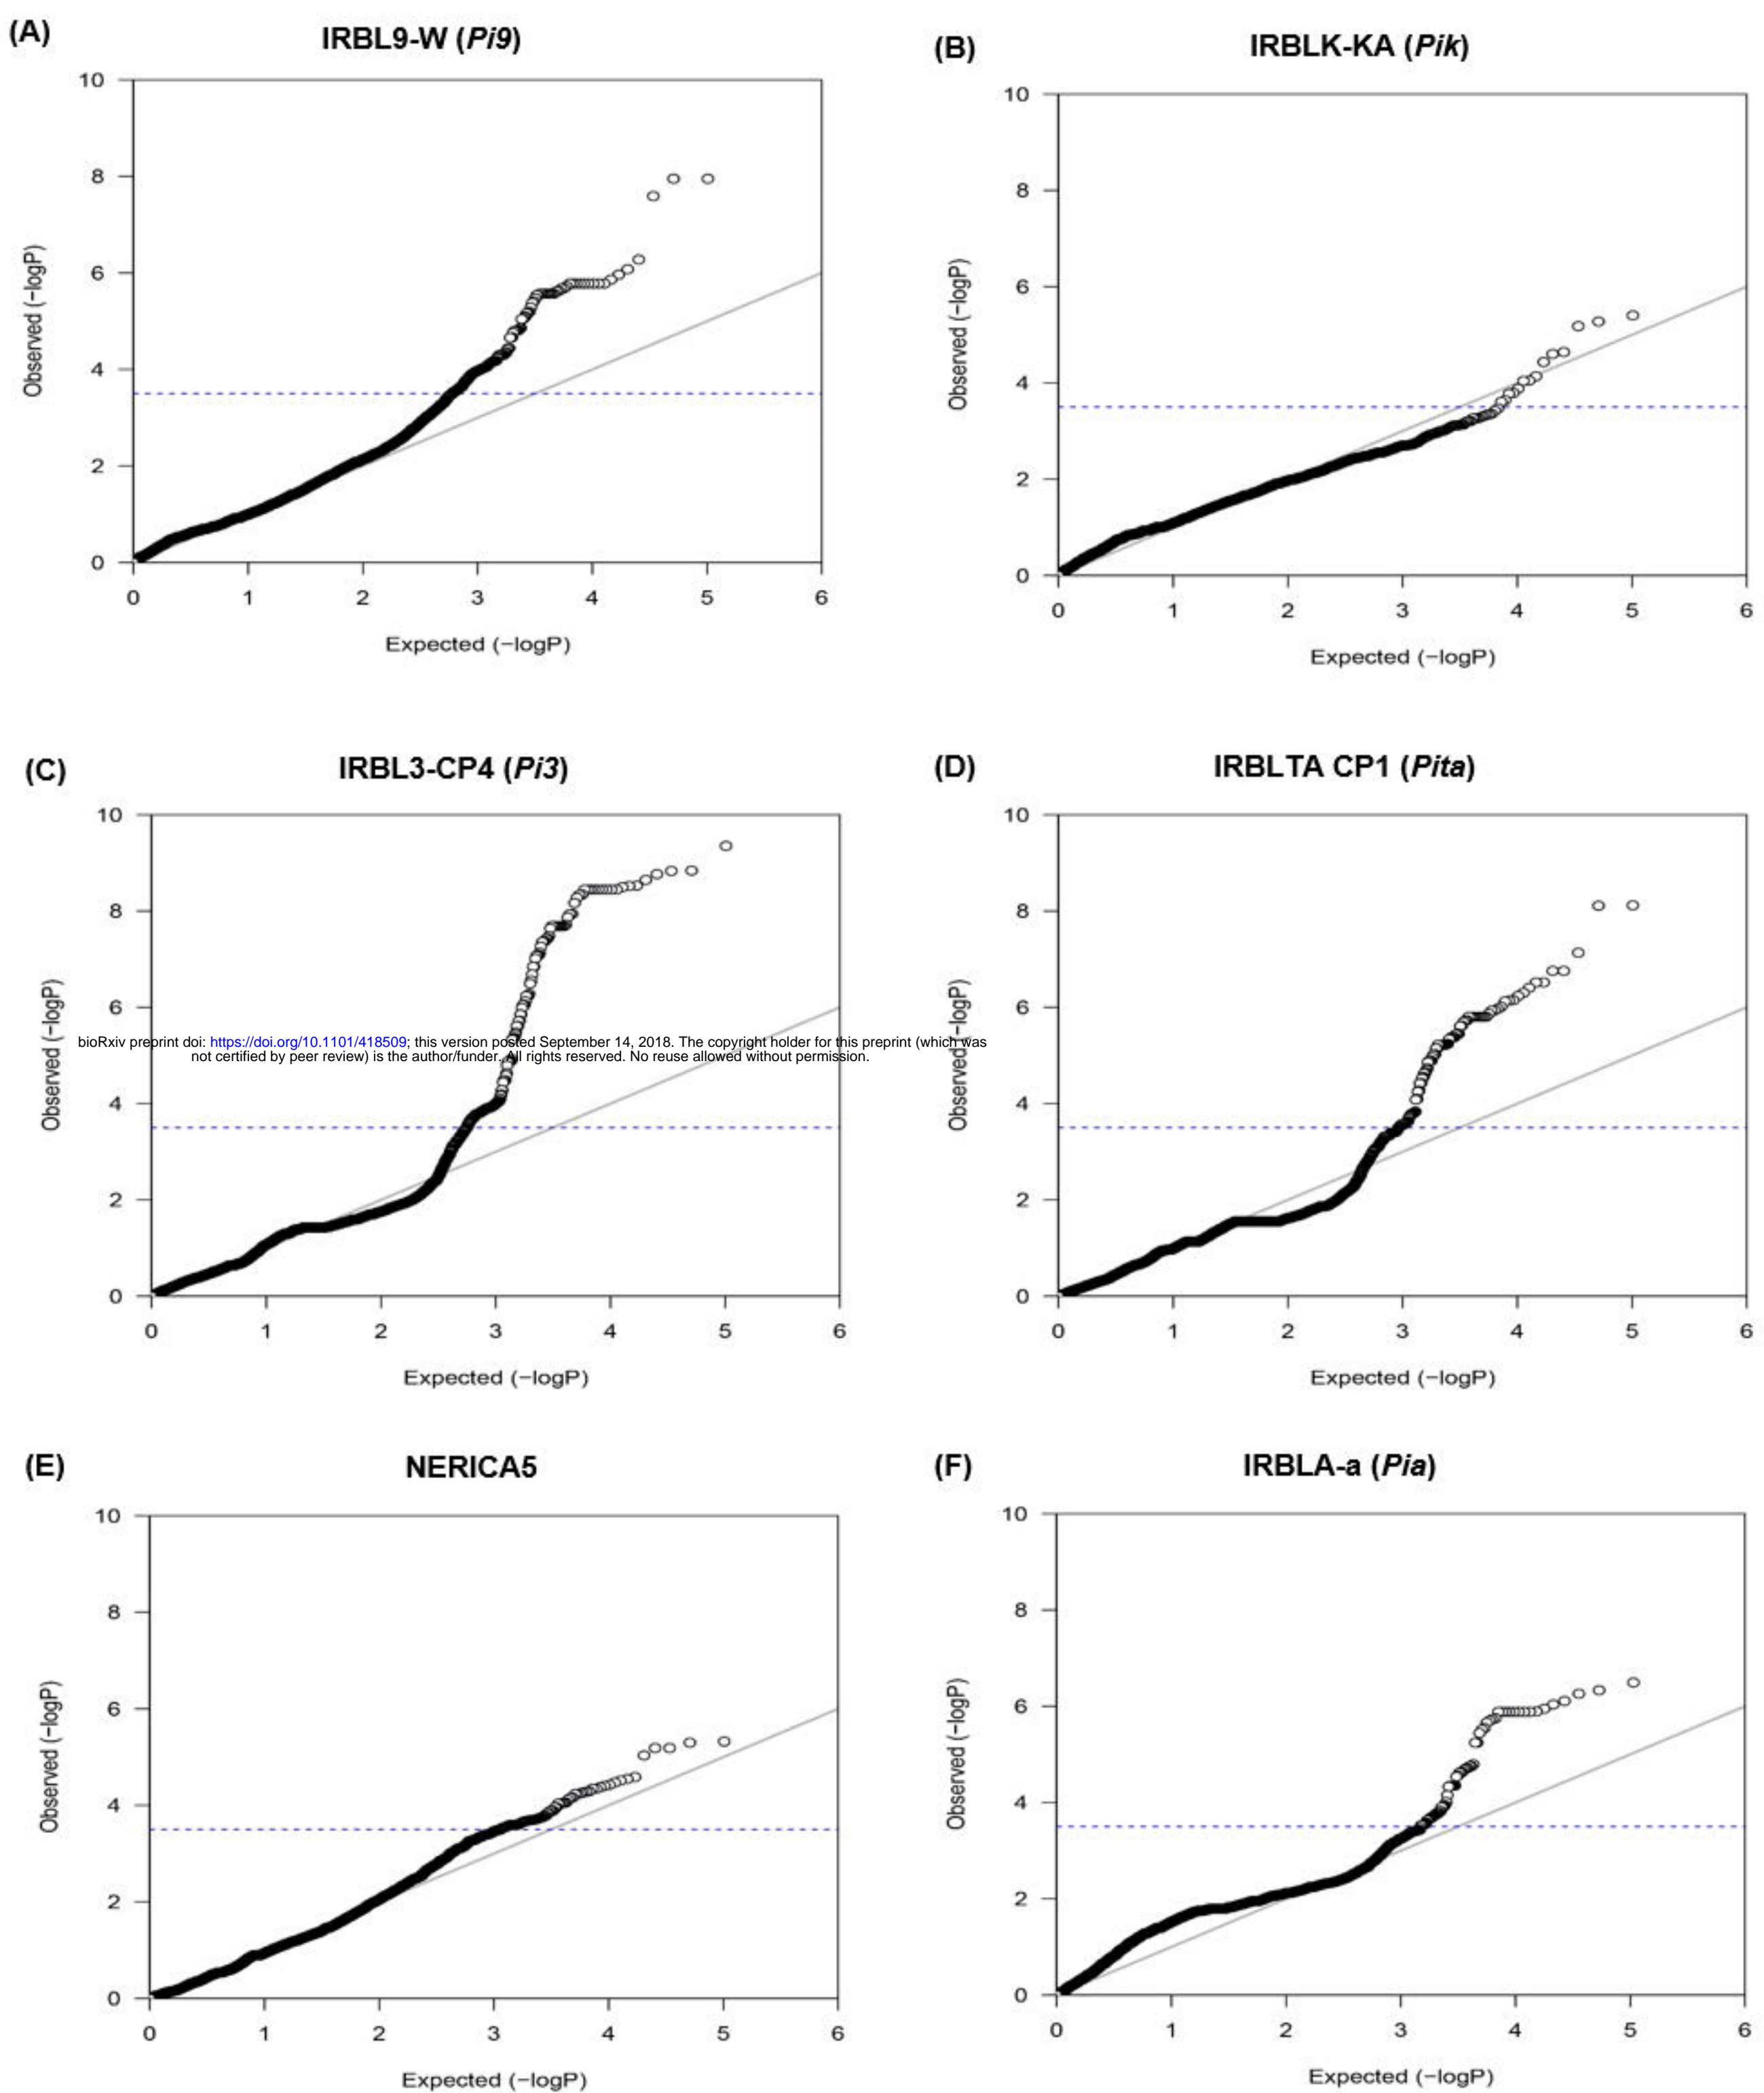 (A)
IRBL9-W (Pi9)
10
8
6
4
2
0
Observed (−logP)
0 1 2 3 4 5 6
Expected (−logP)
(B)
IRBLK-KA (Pik)
10
8
6
4
2
0
Observed (−logP)
0 1 2 3 4 5 6
Expected (−logP)
(C)
IRBL3-CP4 (Pi3)
10
8
6
4
2
0
Observed (−logP)
0 1 2 3 4 5 6
Expected (−logP)
(D)
IRBLTA CP1 (Pita)
10
8
6
4
2
0
Observed (−logP)
0 1 2 3 4 5 6
Expected (−logP)
bioRxiv preprint doi: https://doi.org/10.1101/418509; this version posted September 14, 2018. The copyright holder for this preprint (which was
not certified by peer review) is the author/funder. All rights reserved. No reuse allowed without permission.
(E)
NERICA5
10
8
6
4
2
0
Observed (−logP)
0 1 2 3 4 5 6
Expected (−logP)
(F)
IRBLA-a (Pia)
10
8
6
4
2
0
Observed (−logP)
0 1 2 3 4 5 6
Expected (−logP)